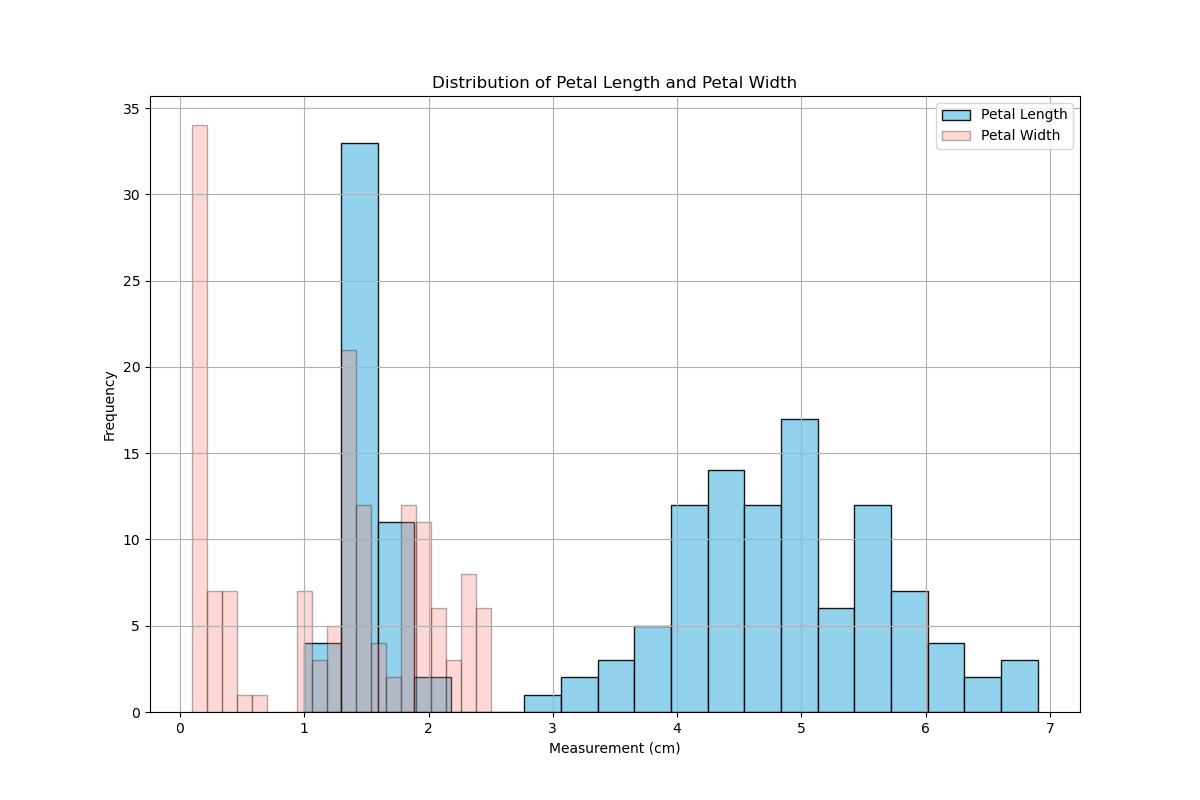 Distribution of Petal Length and Petal Width
Petal Length
Petal Width
Frequency
35
30
25
20
15
10
5
0
0 1 2 3 4 5 6 7
Measurement (cm)